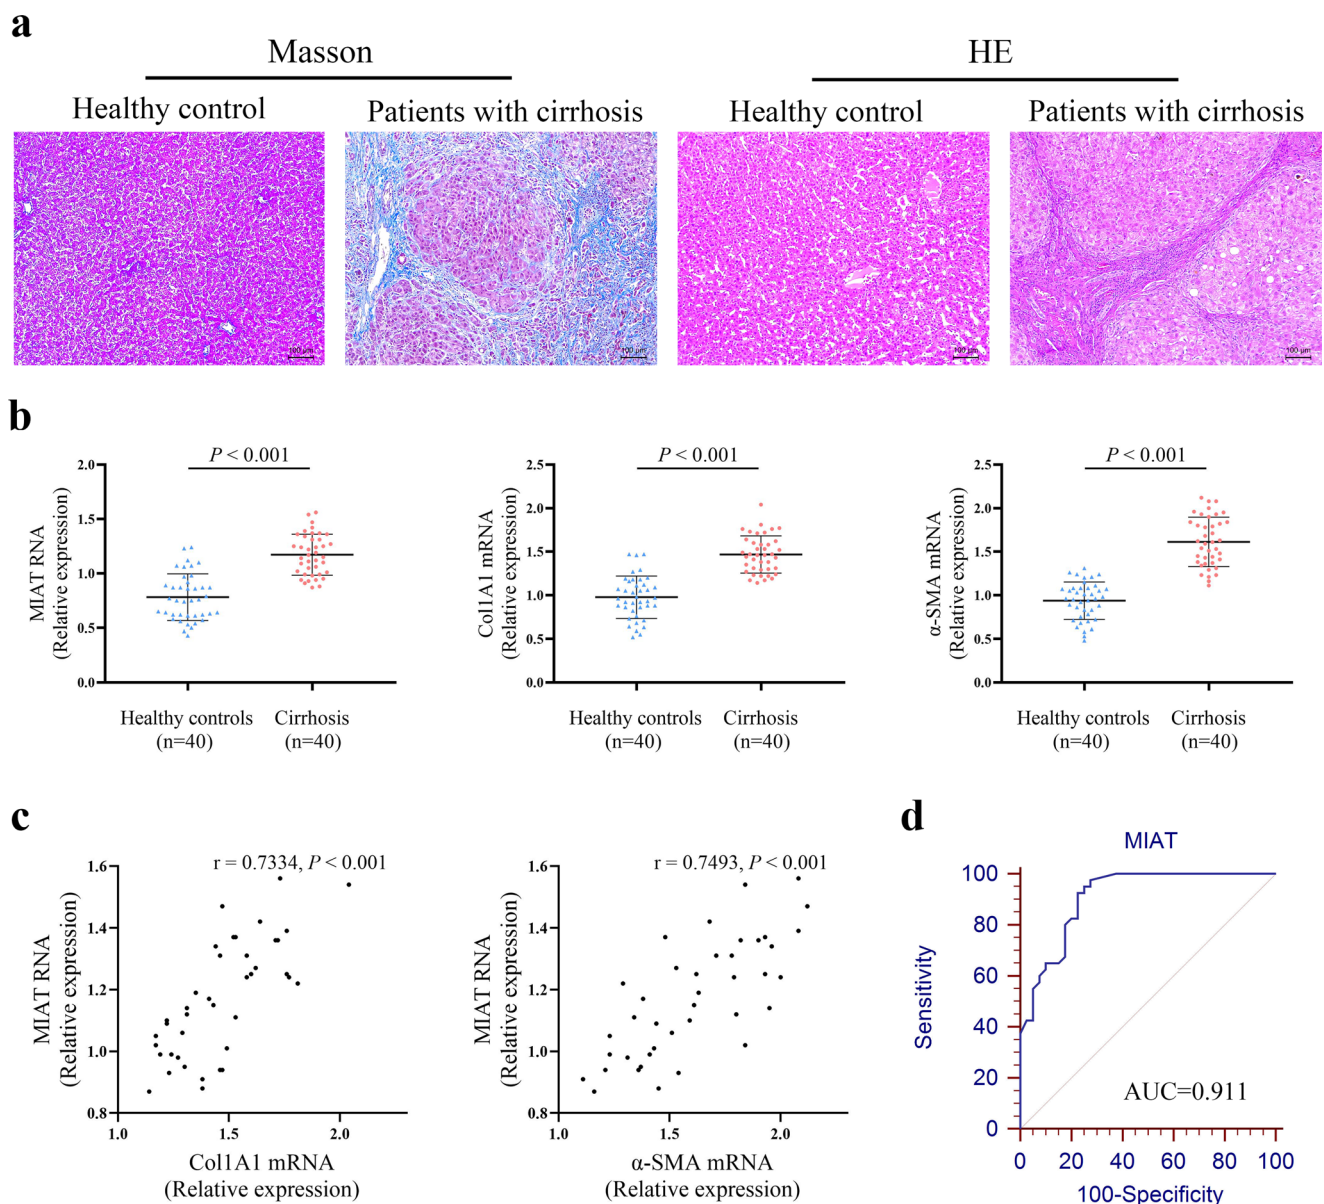 a
Masson
HE
Healthy control
Patients with cirrhosis
Healthy control
Patients with cirrhosis
100 μm
100 μm
100 μm
100 μm
b
MIAT RNA
(Relative expression)
2.0
1.5
1.0
0.5
0.0
P < 0.001
Healthy controls
(n=40)
Cirrhosis
(n=40)
Col1A1 mRNA
(Relative expression)
2.5
2.0
1.5
1.0
0.5
0.0
P < 0.001
Healthy controls
(n=40)
Cirrhosis
(n=40)
α-SMA mRNA
(Relative expression)
2.5
2.0
1.5
1.0
0.5
0.0
P < 0.001
Healthy controls
(n=40)
Cirrhosis
(n=40)
c
MIAT RNA
(Relative expression)
1.6
1.4
1.2
1.0
0.8
r = 0.7334, P < 0.001
1.0 1.5 2.0
Col1A1 mRNA
(Relative expression)
MIAT RNA
(Relative expression)
1.6
1.4
1.2
1.0
0.8
r = 0.7493, P < 0.001
1.0 1.5 2.0
α-SMA mRNA
(Relative expression)
d
MIAT
Sensitivity
100
80
60
40
20
0
AUC=0.911
0 20 40 60 80 100
100-Specificity